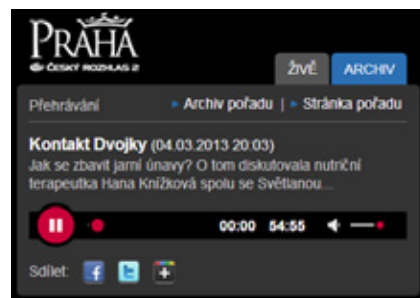 PRAHA
ČESKÝ ROZHLAS 2
ŽIVĚ ARCHIV
Přehrávání Archiv pořadu | Stránka pořadu
Kontakt Dvojky (04.03.2013 20:03)
Jak se zbavit jarní únavy? O tom diskutovala nutriční
terapeutka Hana Knížková spolu se Světlanou...
00:00 54:55
Sdílet: